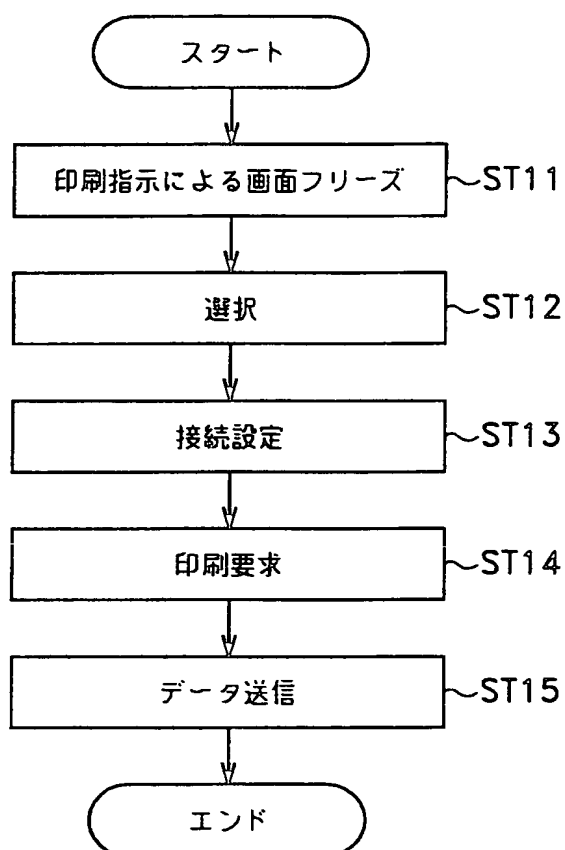 スタート
印刷指示による画面フリーズ ST11
選択 ST12
接続設定 ST13
印刷要求 ST14
データ送信 ST15
エンド